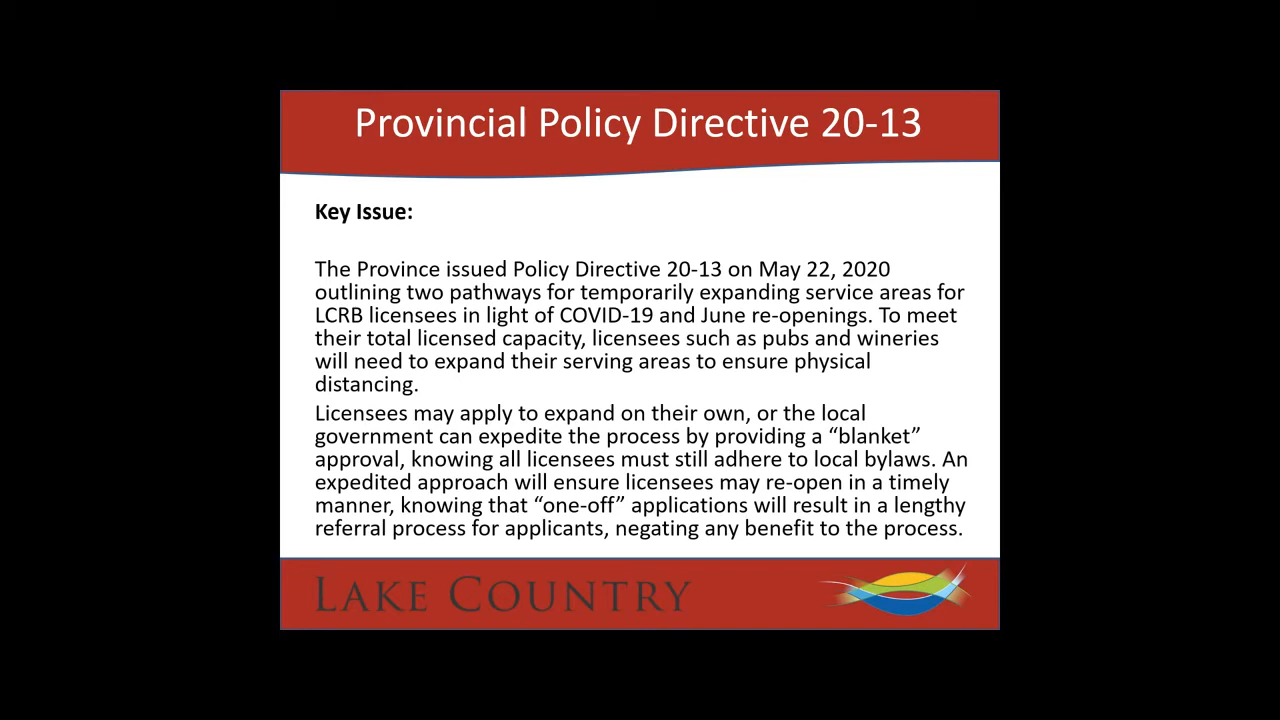 Provincial Policy Directive 20-13
Key Issue:
The Province issued Policy Directive 20-13 on May 22, 2020
outlining two pathways for temporarily expanding service areas for
LCRB licensees in light of COVID-19 and June re-openings. To meet
their total licensed capacity, licensees such as pubs and wineries
will need to expand their serving areas to ensure physical
distancing.
Licensees may apply to expand on their own, or the local
government can expedite the process by providing a “blanket”
approval, knowing all licensees must still adhere to local bylaws. An
expedited approach will ensure licensees may re-open in a timely
manner, knowing that “one-off” applications will result in a lengthy
referral process for applicants, negating any benefit to the process.
LAKE COUNTRY